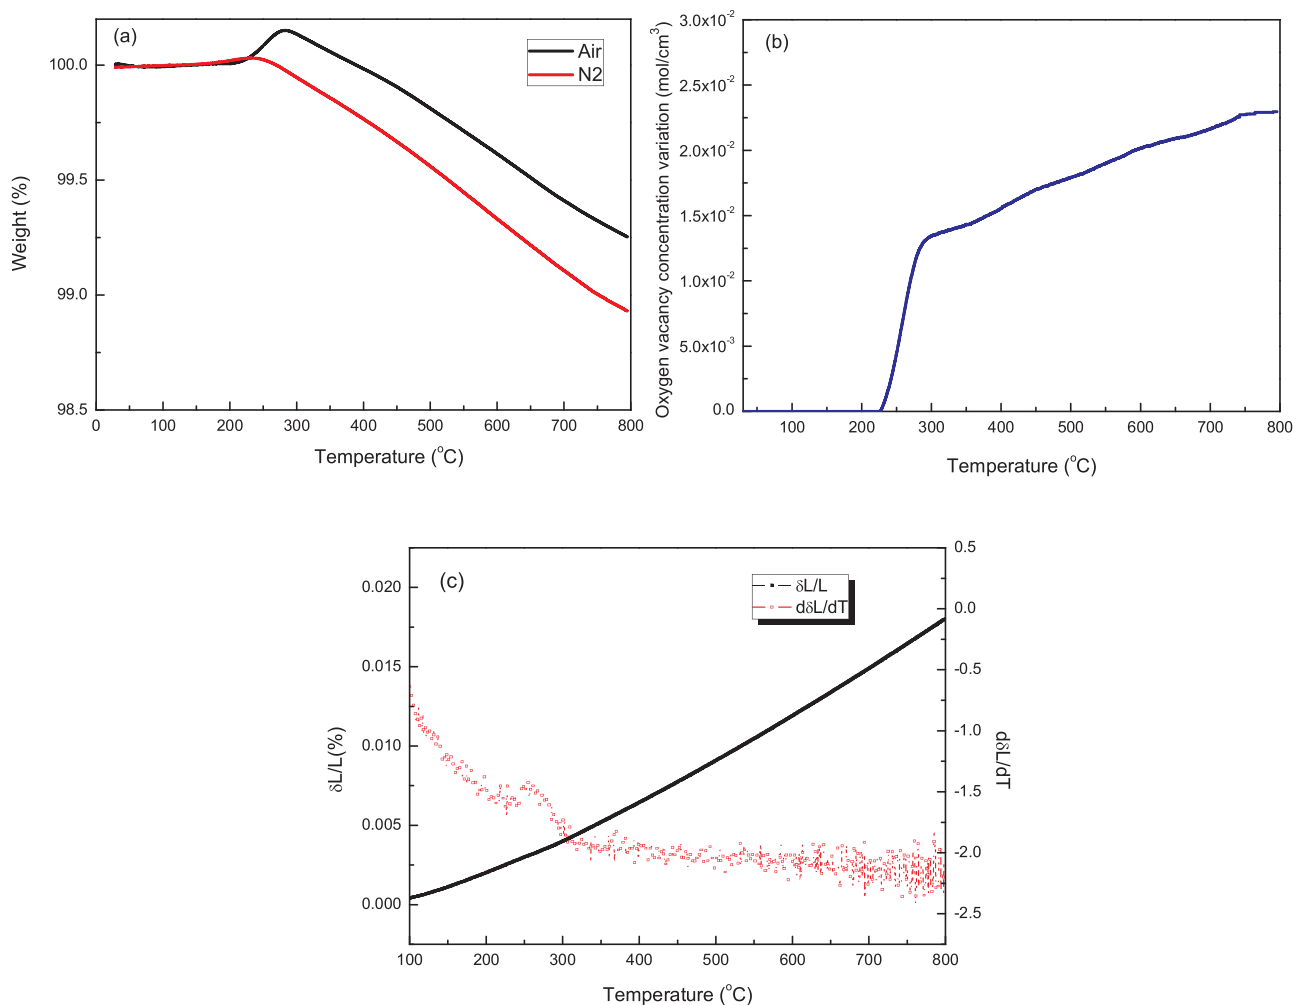 (a)
Air
N2
100.0
99.5
99.0
98.5
0 100 200 300 400 500 600 700 800
Weight (%)
Temperature (°C)
(b)
3.0x10⁻²
2.5x10⁻²
2.0x10⁻²
1.5x10⁻²
1.0x10⁻²
5.0x10⁻³
0.0
100 200 300 400 500 600 700 800
Oxygen vacancy concentration variation (mol/cm³)
Temperature (°C)
(c)
δL/L
dδL/dT
0.020
0.015
0.010
0.005
0.000
0.5
0.0
-0.5
-1.0
-1.5
-2.0
-2.5
100 200 300 400 500 600 700 800
δL/L(%)
dδL/dT
Temperature (°C)